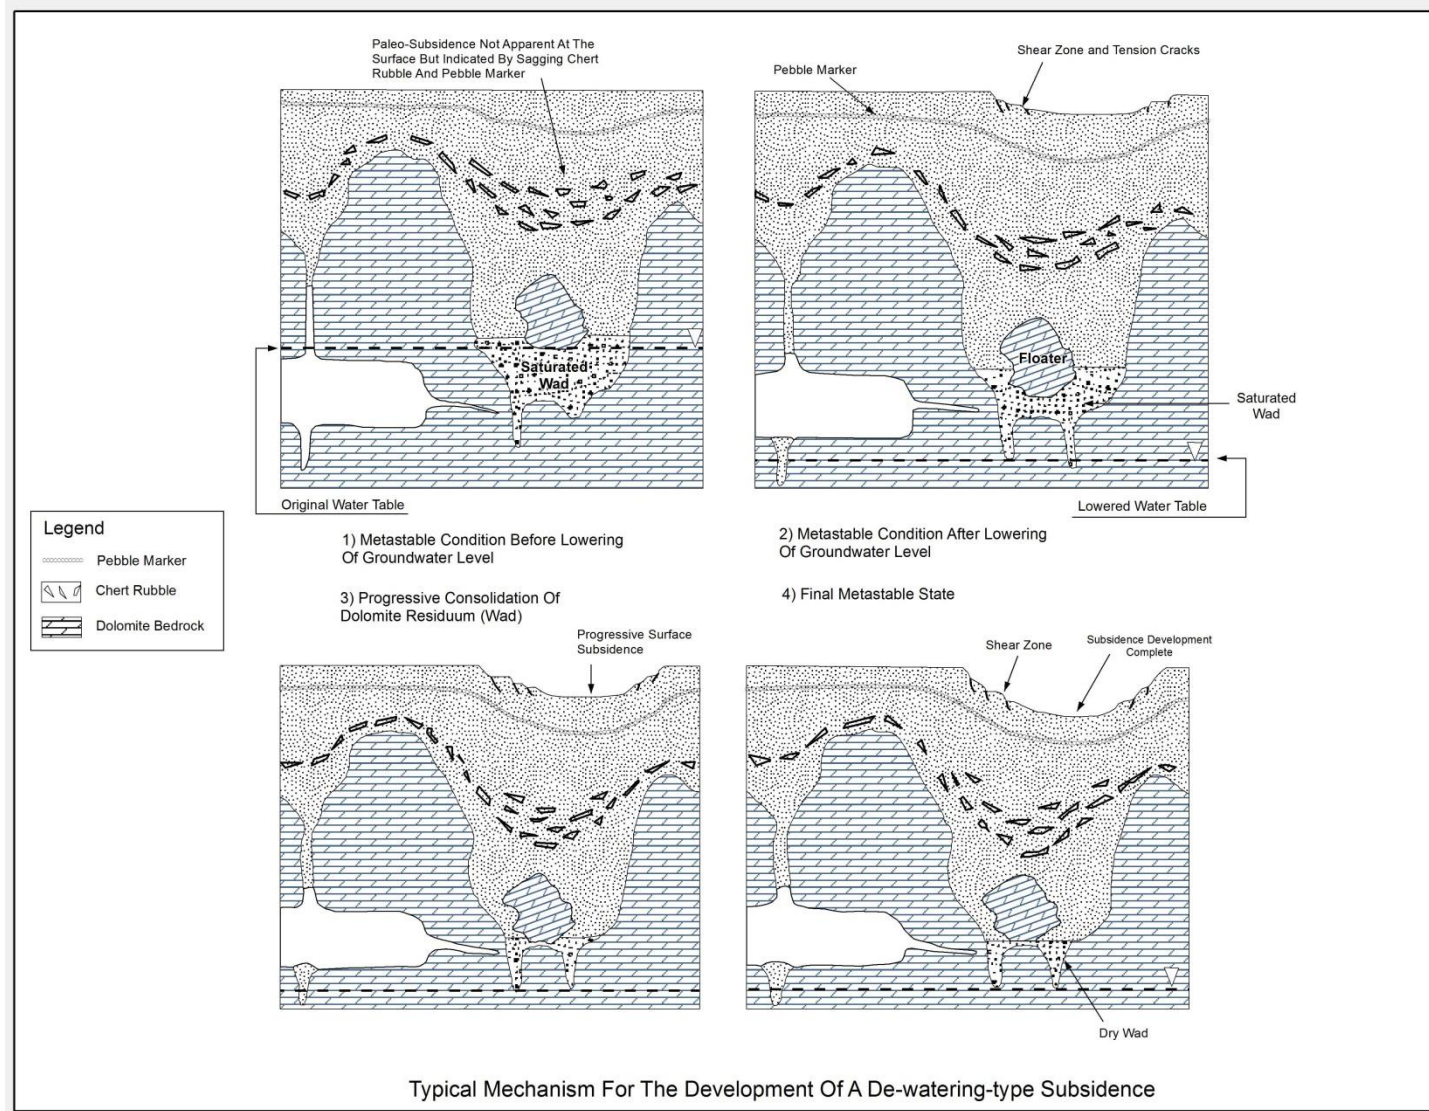 Paleo-Subsidence Not Apparent At The
Surface But Indicated By Sagging Chert
Rubble And Pebble Marker
Pebble Marker
Shear Zone and Tension Cracks
Saturated
Wad
Floater
Saturated
Wad
Original Water Table
Lowered Water Table
1) Metastable Condition Before Lowering
Of Groundwater Level
2) Metastable Condition After Lowering
Of Groundwater Level
Legend
Pebble Marker
Chert Rubble
Dolomite Bedrock
3) Progressive Consolidation Of
Dolomite Residuum (Wad)
4) Final Metastable State
Progressive Surface
Subsidence
Shear Zone
Subsidence Development
Complete
Dry Wad
Typical Mechanism For The Development Of A De-watering-type Subsidence